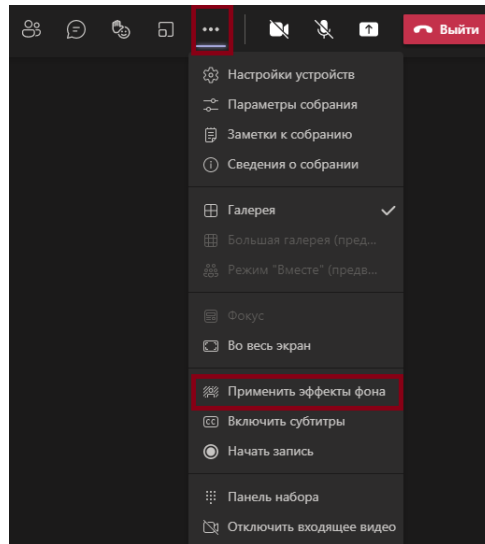 Выйти
Настройки устройств
Параметры собрания
Заметки к собранию
Сведения о собрании
Галерея
Большая галерея (пред...
Режим "Вместе" (предв...
Фокус
Во весь экран
Применить эффекты фона
CC Включить субтитры
Начать запись
Панель набора
Отключить входящее видео